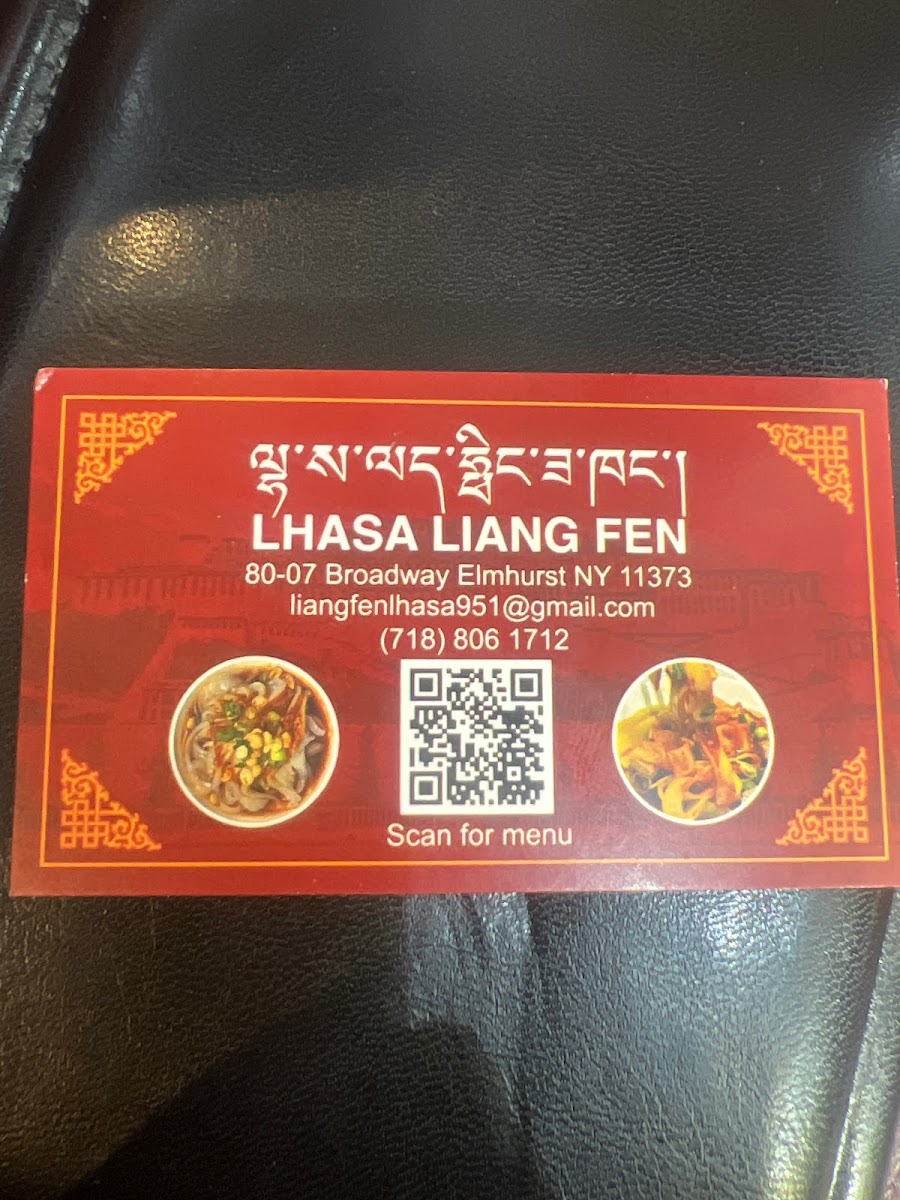 ལྷ་ས་ལད་རྙིང་ཟ་ཁང་།
LHASA LIANG FEN
80-07 Broadway Elmhurst NY 11373
liangfenlhasa951@gmail.com
(718) 806 1712
Scan for menu